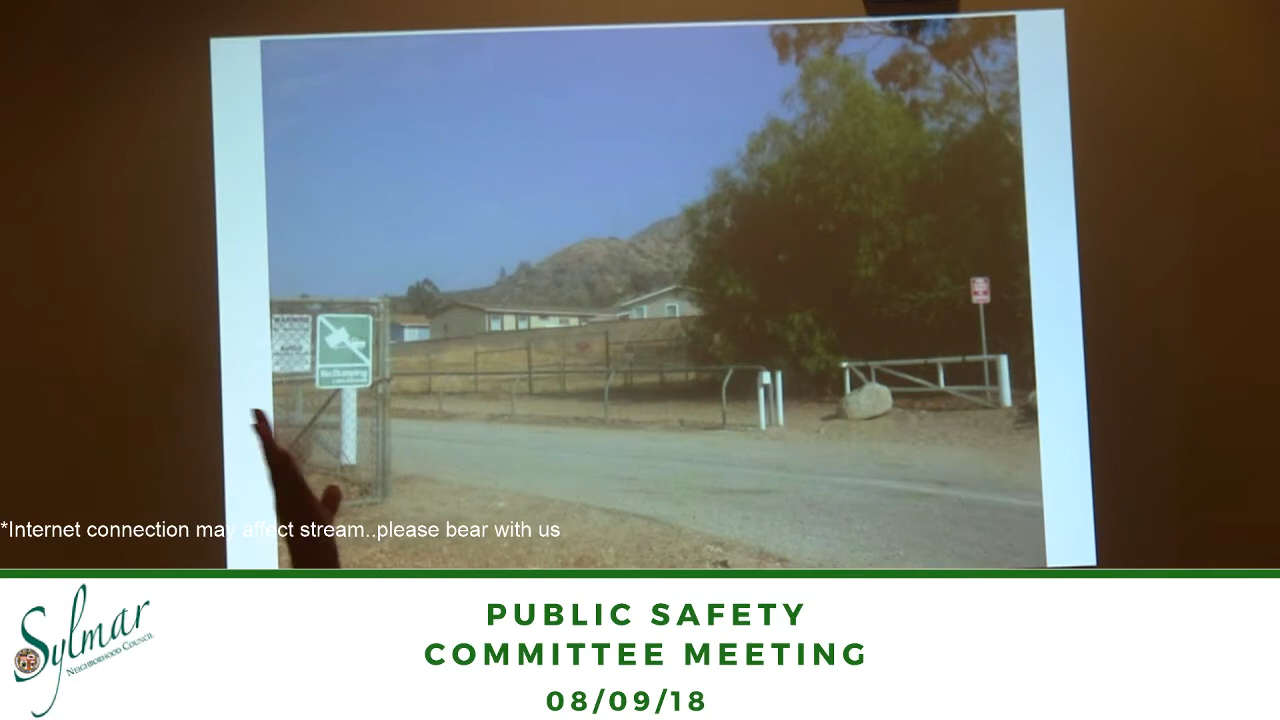 WARNING
No Dumping
*Internet connection may affect stream..please bear with us
Sylmar
NEIGHBORHOOD COUNCIL
PUBLIC SAFETY
COMMITTEE MEETING
08/09/18